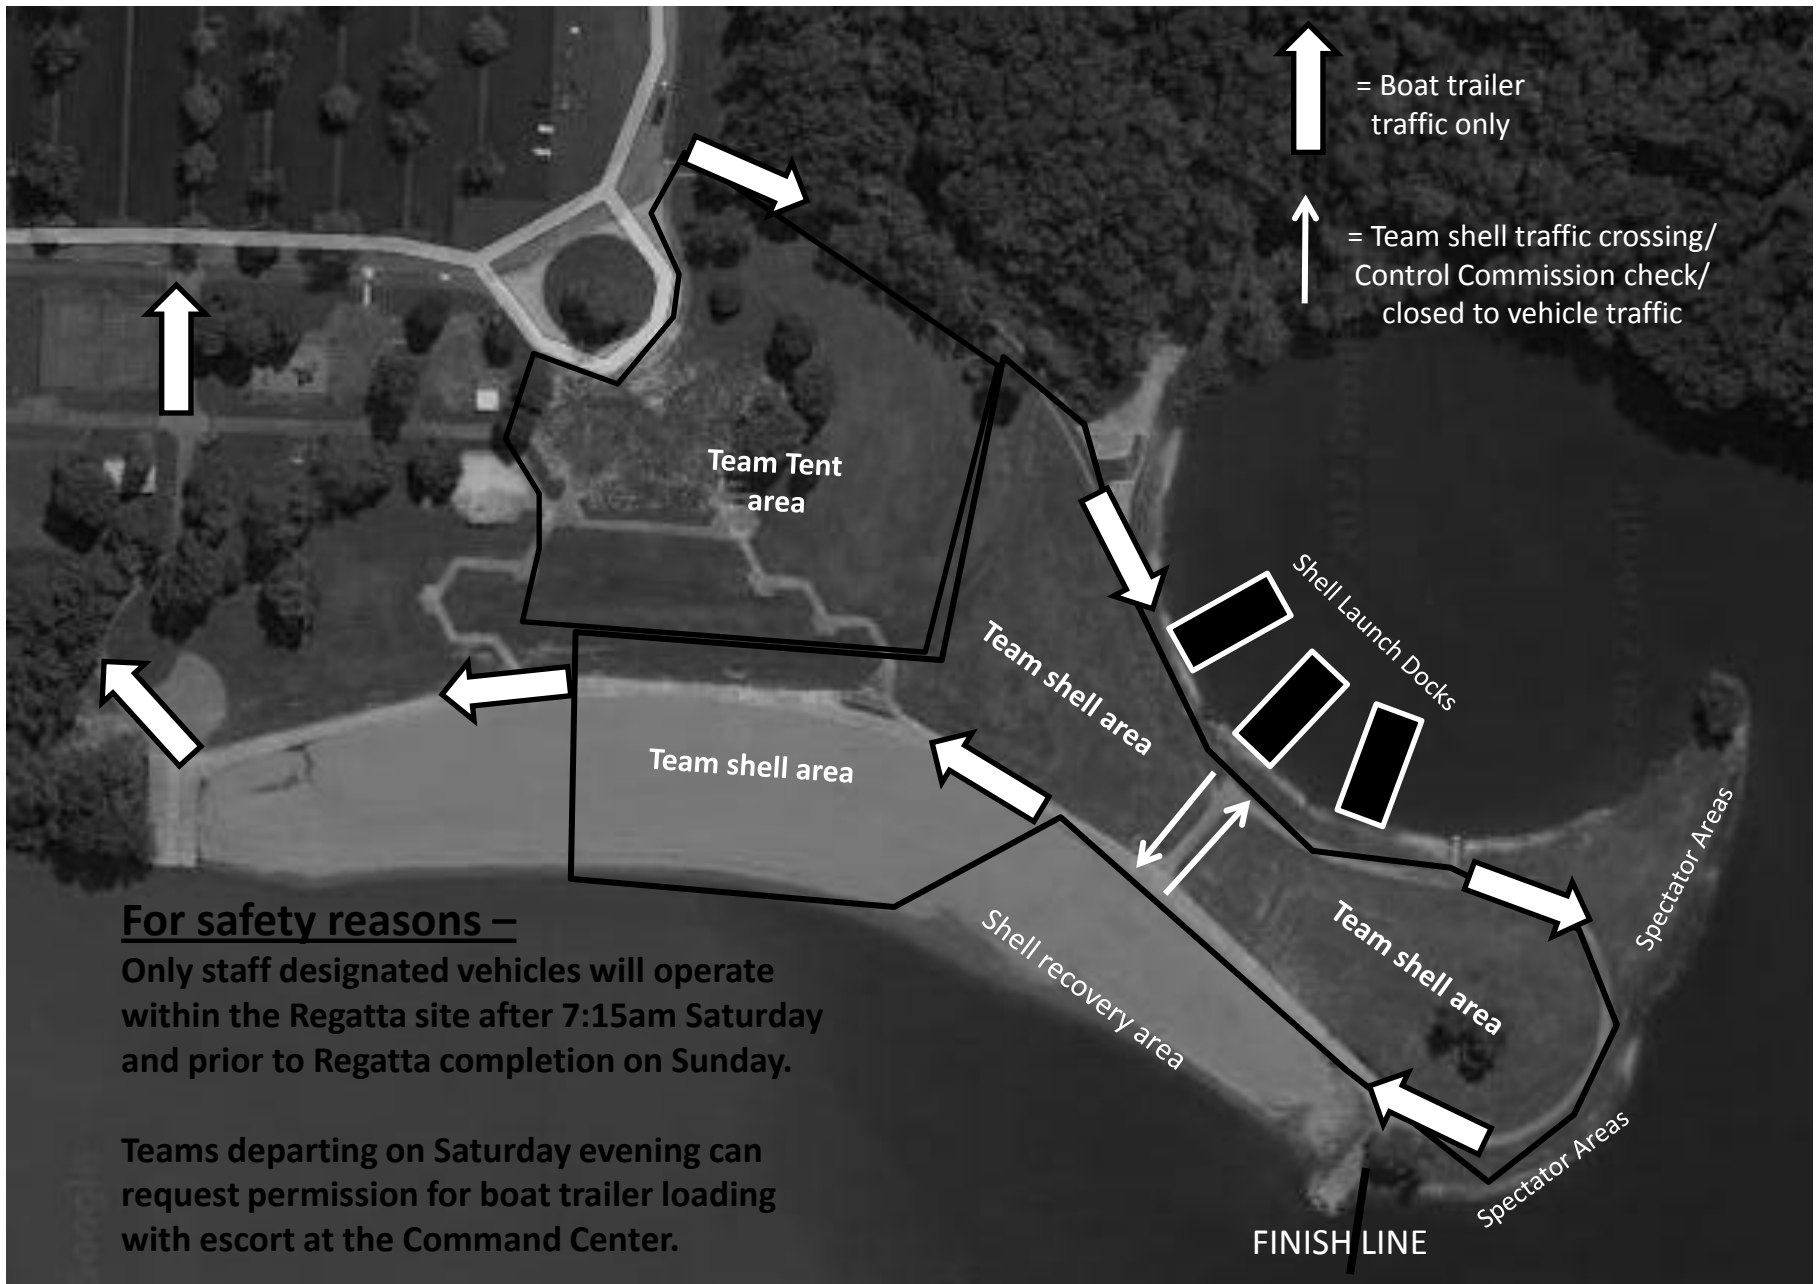 = Boat trailer
traffic only
= Team shell traffic crossing/
Control Commission check/
closed to vehicle traffic
Team Tent
area
Shell Launch Docks
Team shell area
Team shell area
Spectator Areas
Team shell area
Shell recovery area
Spectator Areas
FINISH LINE
For safety reasons –
Only staff designated vehicles will operate
within the Regatta site after 7:15am Saturday
and prior to Regatta completion on Sunday.
Teams departing on Saturday evening can
request permission for boat trailer loading
with escort at the Command Center.